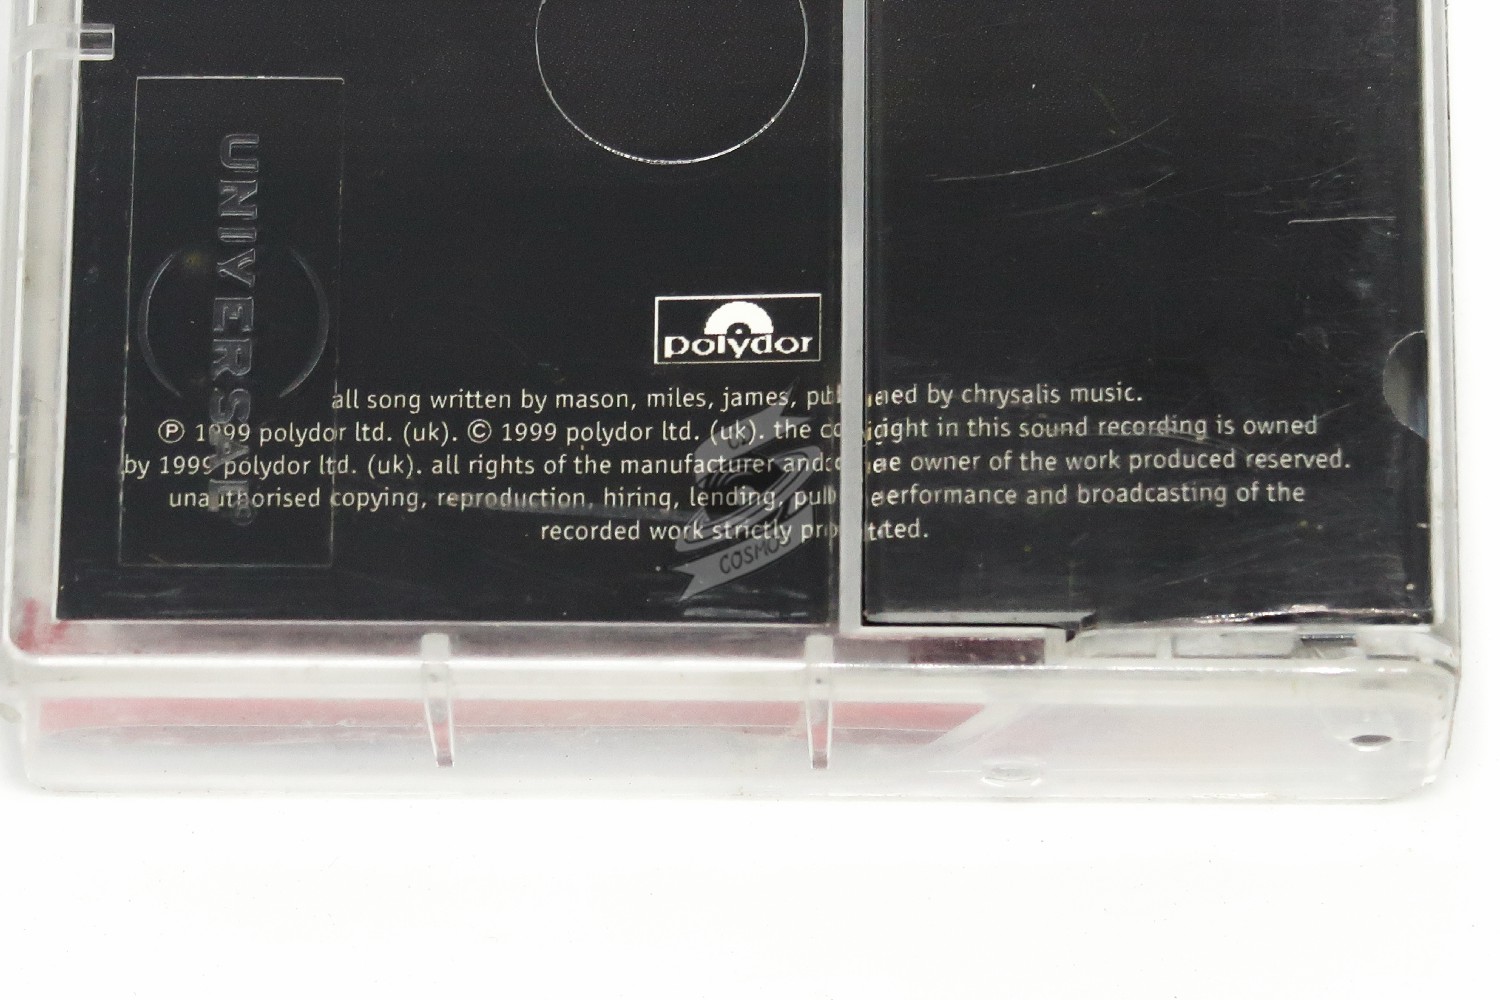 UNIVERSAL
polydor
all song written by mason, miles, james, published by chrysalis music.
℗ 1999 polydor ltd. (uk). © 1999 polydor ltd. (uk). the copyright in this sound recording is owned
by 1999 polydor ltd. (uk). all rights of the manufacturer and the owner of the work produced reserved.
unauthorised copying, reproduction, hiring, lending, public performance and broadcasting of the
recorded work strictly prohibited.
COSMOS